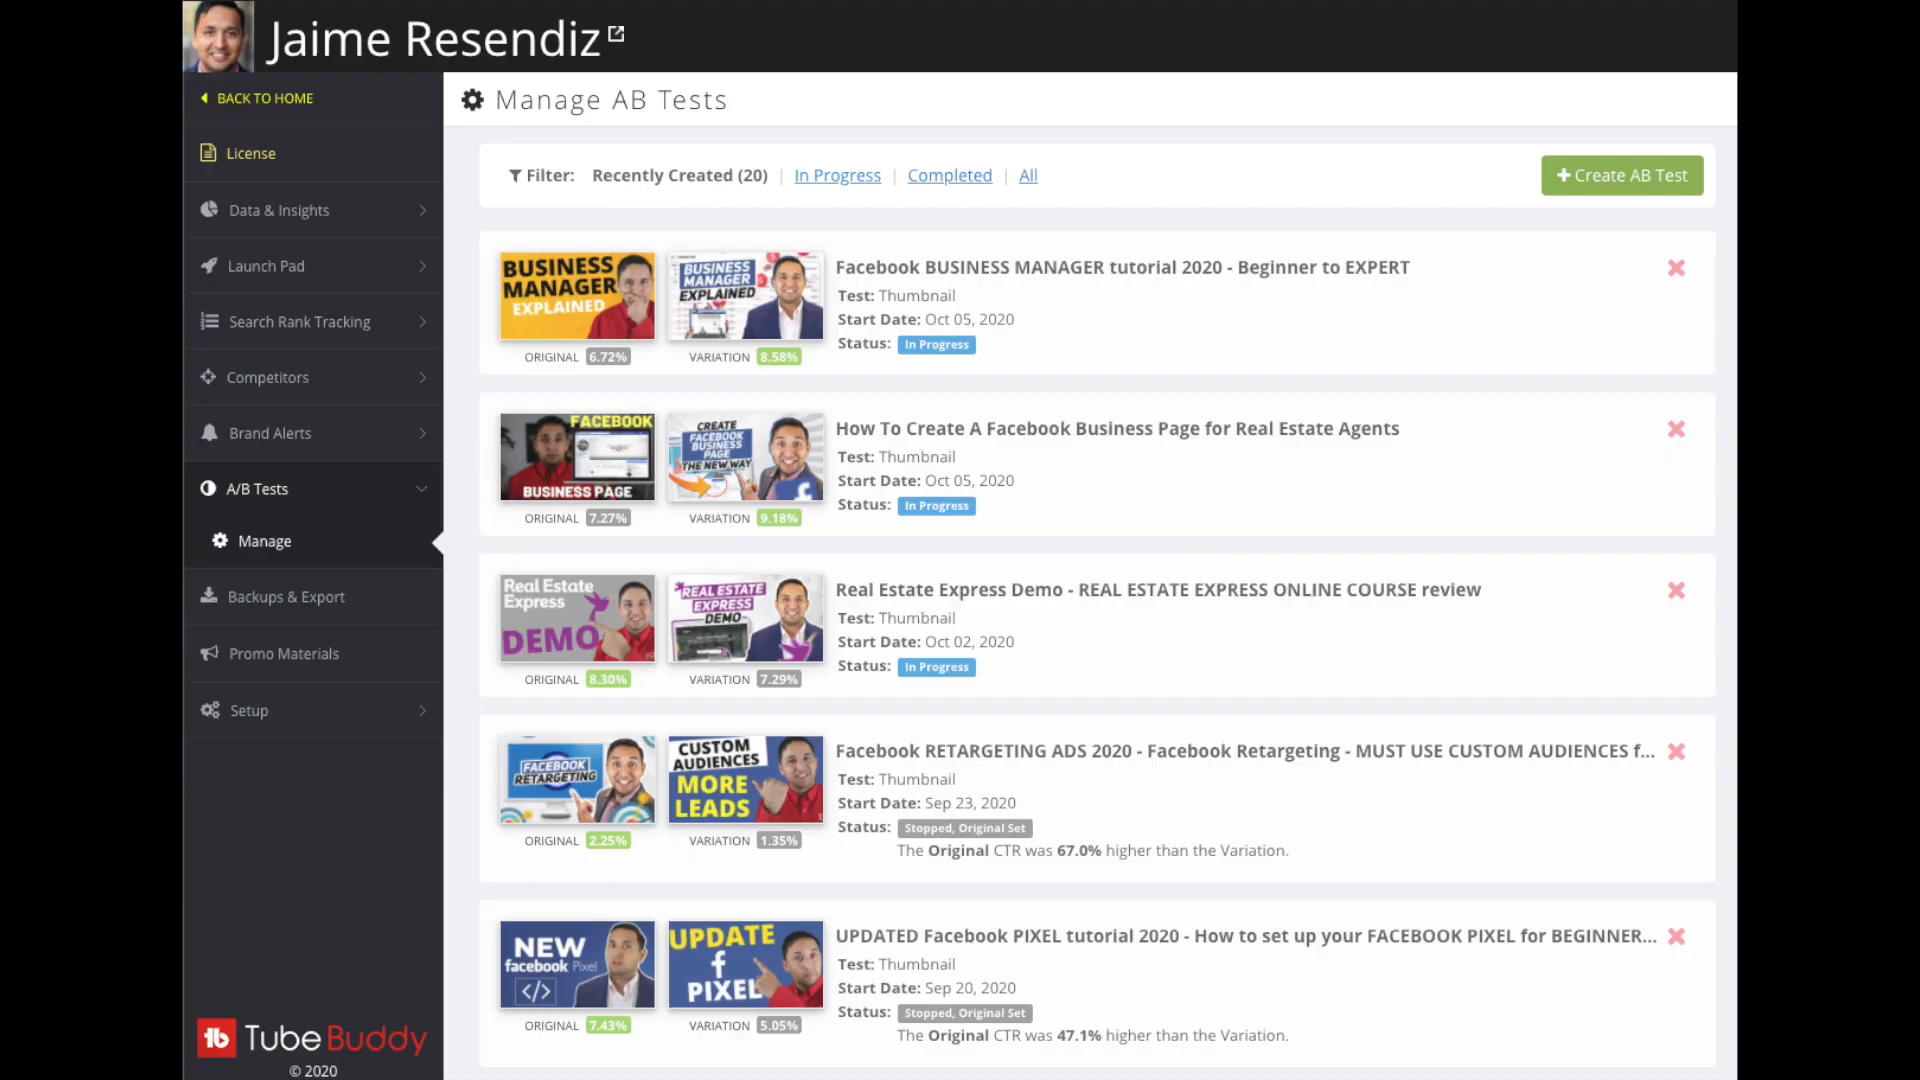 Jaime Resendiz
BACK TO HOME
License
Data & Insights
Launch Pad
Search Rank Tracking
Competitors
Brand Alerts
A/B Tests
Manage
Backups & Export
Promo Materials
Setup
TubeBuddy
© 2020
Manage AB Tests
Filter: Recently Created (20) | In Progress | Completed | All
+ Create AB Test
BUSINESS
MANAGER
EXPLAINED
ORIGINAL 6.72%
BUSINESS
MANAGER
EXPLAINED
VARIATION 8.58%
Facebook BUSINESS MANAGER tutorial 2020 - Beginner to EXPERT
Test: Thumbnail
Start Date: Oct 05, 2020
Status: In Progress
FACEBOOK
BUSINESS PAGE
ORIGINAL 7.27%
CREATE
FACEBOOK
BUSINESS
PAGE
THE NEW WAY
VARIATION 9.18%
How To Create A Facebook Business Page for Real Estate Agents
Test: Thumbnail
Start Date: Oct 05, 2020
Status: In Progress
Real Estate
Express
DEMO
ORIGINAL 8.30%
REAL ESTATE
EXPRESS
DEMO
VARIATION 7.29%
Real Estate Express Demo - REAL ESTATE EXPRESS ONLINE COURSE review
Test: Thumbnail
Start Date: Oct 02, 2020
Status: In Progress
FACEBOOK
RETARGETING
ORIGINAL 2.25%
CUSTOM
AUDIENCES
MORE
LEADS
VARIATION 1.35%
Facebook RETARGETING ADS 2020 - Facebook Retargeting - MUST USE CUSTOM AUDIENCES f...
Test: Thumbnail
Start Date: Sep 23, 2020
Status: Stopped, Original Set
The Original CTR was 67.0% higher than the Variation.
NEW
facebook Pixel
</>
ORIGINAL 7.43%
UPDATE
f
PIXEL
VARIATION 5.05%
UPDATED Facebook PIXEL tutorial 2020 - How to set up your FACEBOOK PIXEL for BEGINNER...
Test: Thumbnail
Start Date: Sep 20, 2020
Status: Stopped, Original Set
The Original CTR was 47.1% higher than the Variation.